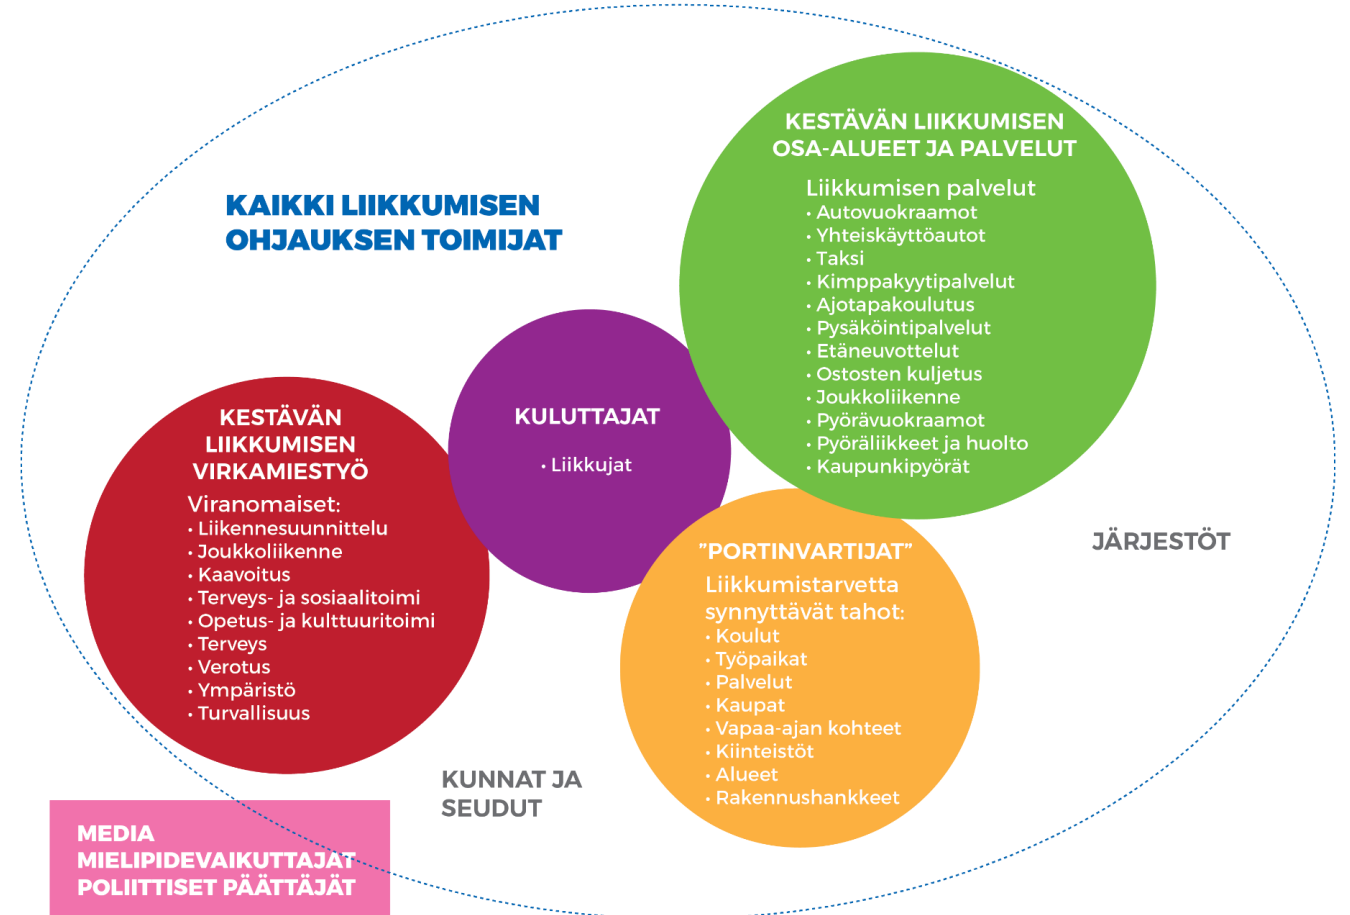 KAIKKI LIIKKUMISEN
OHJAUKSEN TOIMIJAT
KESTÄVÄN LIIKKUMISEN
OSA-ALUEET JA PALVELUT
Liikkumisen palvelut
• Autovuokraamot
• Yhteiskäyttöautot
• Taksi
• Kimppakyytipalvelut
• Ajotapakoulutus
• Pysäköintipalvelut
• Etäneuvottelut
• Ostosten kuljetus
• Joukkoliikenne
• Pyörävuokraamot
• Pyöräliikkeet ja huolto
• Kaupunkipyörät
KULUTTAJAT
• Liikkujat
KESTÄVÄN
LIIKKUMISEN
VIRKAMIESTYÖ
Viranomaiset:
• Liikennesuunnittelu
• Joukkoliikenne
• Kaavoitus
• Terveys- ja sosiaalitoimi
• Opetus- ja kulttuuritoimi
• Terveys
• Verotus
• Ympäristö
• Turvallisuus
"PORTINVARTIJAT"
Liikkumistarvetta
synnyttävät tahot:
• Koulut
• Työpaikat
• Palvelut
• Kaupat
• Vapaa-ajan kohteet
• Kiinteistöt
• Alueet
• Rakennushankkeet
JÄRJESTÖT
KUNNAT JA
SEUDUT
MEDIA
MIELIPIDEVAIKUTTAJAT
POLIITTISET PÄÄTTÄJÄT